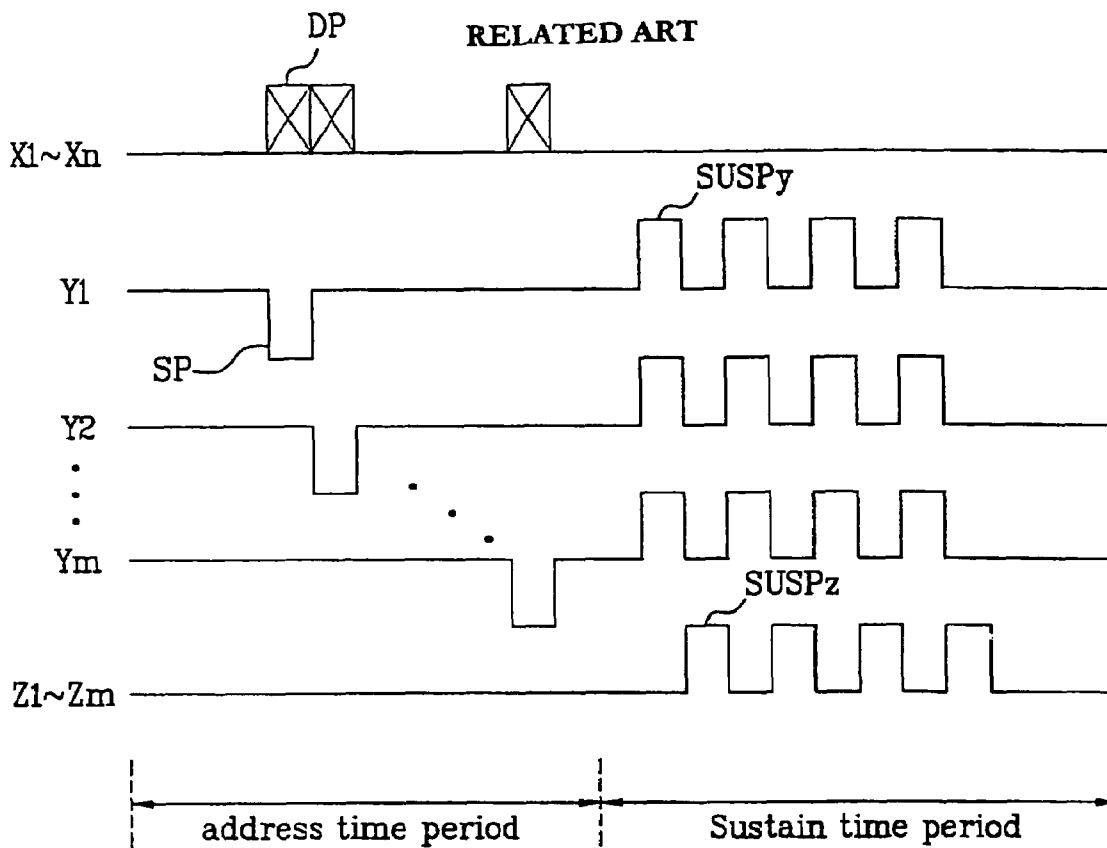 DP
RELATED ART
X1~Xn
SUSPy
Y1
SP
Y2
Ym
SUSPz
Z1~Zm
address time period
Sustain time period